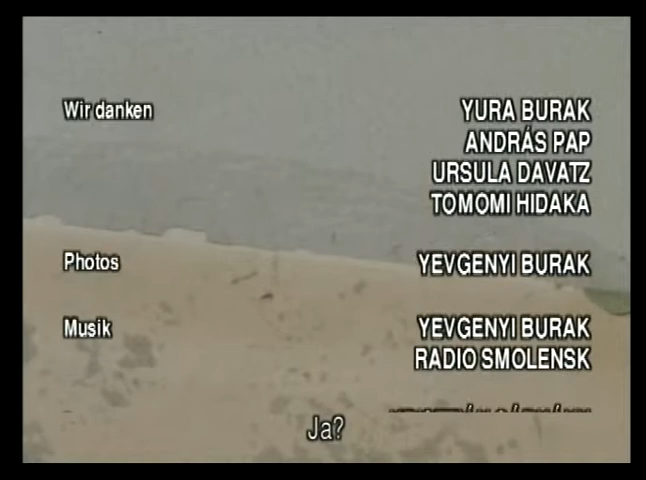 Wir danken YURA BURAK
ANDRÁS PAP
URSULA DAVATZ
TOMOMI HIDAKA
Photos YEVGENYI BURAK
Musik YEVGENYI BURAK
RADIO SMOLENSK
Ja?